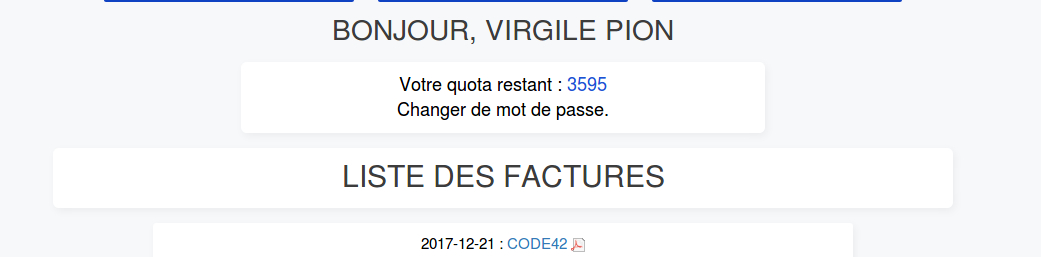 BONJOUR, VIRGILE PION
Votre quota restant : 3595
Changer de mot de passe.
LISTE DES FACTURES
2017-12-21 : CODE42